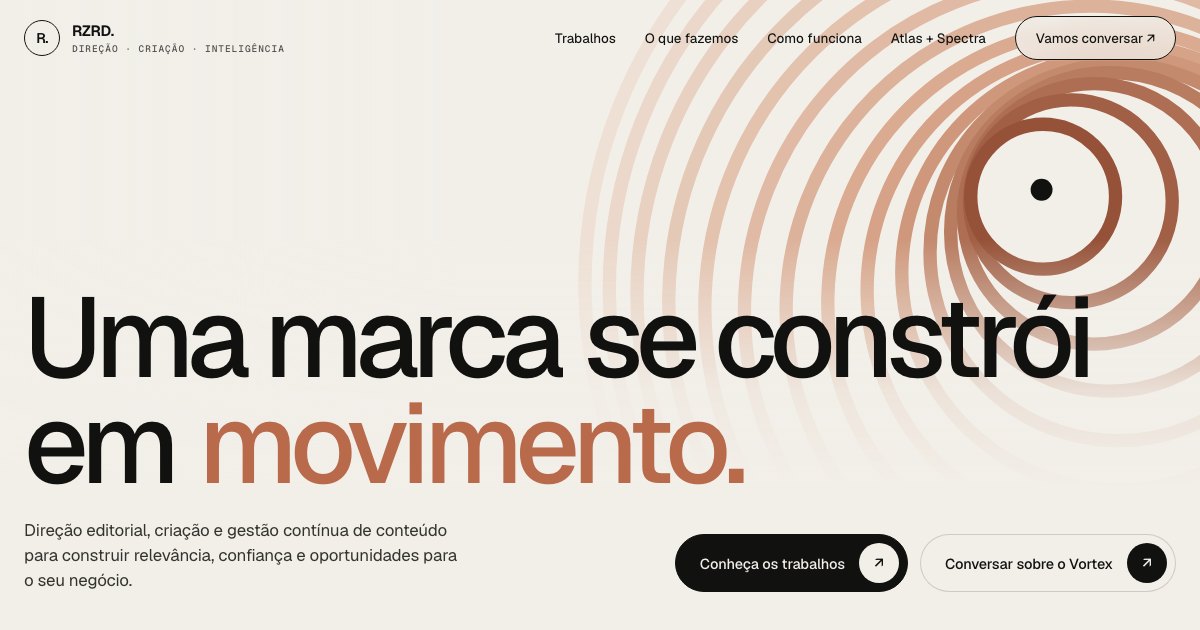 R.
RZRD.
DIREÇÃO · CRIAÇÃO · INTELIGÊNCIA
Trabalhos
O que fazemos
Como funciona
Atlas + Spectra
Vamos conversar ↗
Uma marca se constrói
em movimento.
Direção editorial, criação e gestão contínua de conteúdo
para construir relevância, confiança e oportunidades para
o seu negócio.
Conheça os trabalhos ↗
Conversar sobre o Vortex ↗